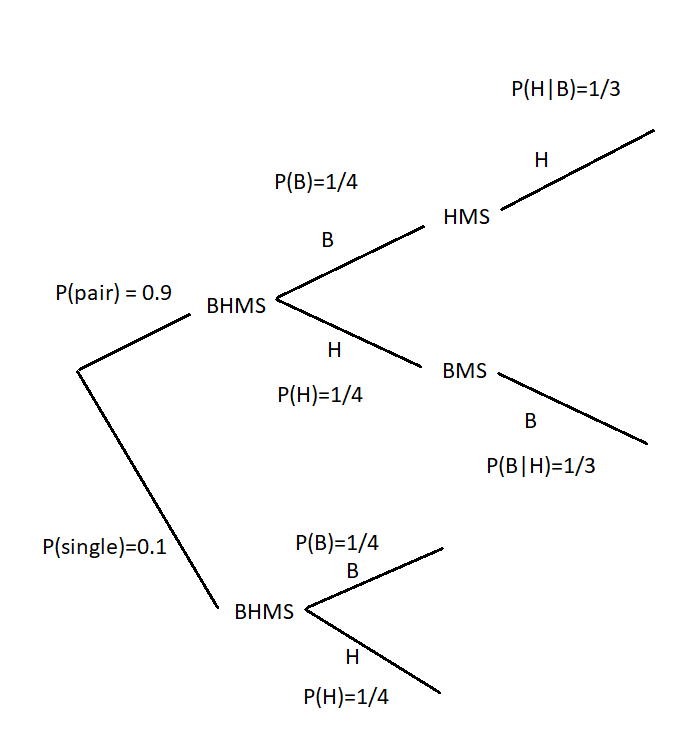 P(H|B)=1/3
H
P(B)=1/4
HMS
B
P(pair) = 0.9
BHMS
H
BMS
P(H)=1/4
B
P(B|H)=1/3
P(single)=0.1
P(B)=1/4
B
BHMS
H
P(H)=1/4